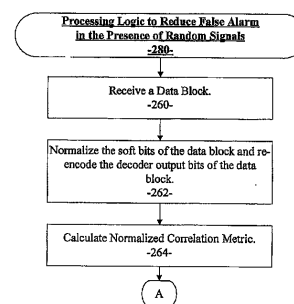 Processing Logic to Reduce False Alarm
in the Presence of Random Signals
-280-
Receive a Data Block.
-260-
Normalize the soft bits of the data block and re-
encode the decoder output bits of the data
block.
-262-
Calculate Normalized Correlation Metric.
-264-
A